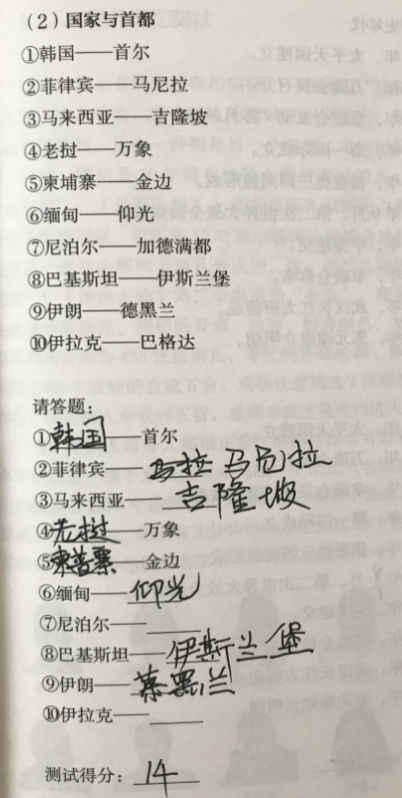 （2）国家与首都
①韩国——首尔
②菲律宾——马尼拉
③马来西亚——吉隆坡
④老挝——万象
⑤柬埔寨——金边
⑥缅甸——仰光
⑦尼泊尔——加德满都
⑧巴基斯坦——伊斯兰堡
⑨伊朗——德黑兰
⑩伊拉克——巴格达
请答题：
①韩国 首尔
②菲律宾—— 马拉 马尼拉
③马来西亚—— 吉隆坡
④老挝——万象
⑤柬普寨 金边
⑥缅甸——仰光
⑦尼泊尔——
⑧巴基斯坦——伊斯兰堡
⑨伊朗——慕黑兰
⑩伊拉克——
测试得分：14